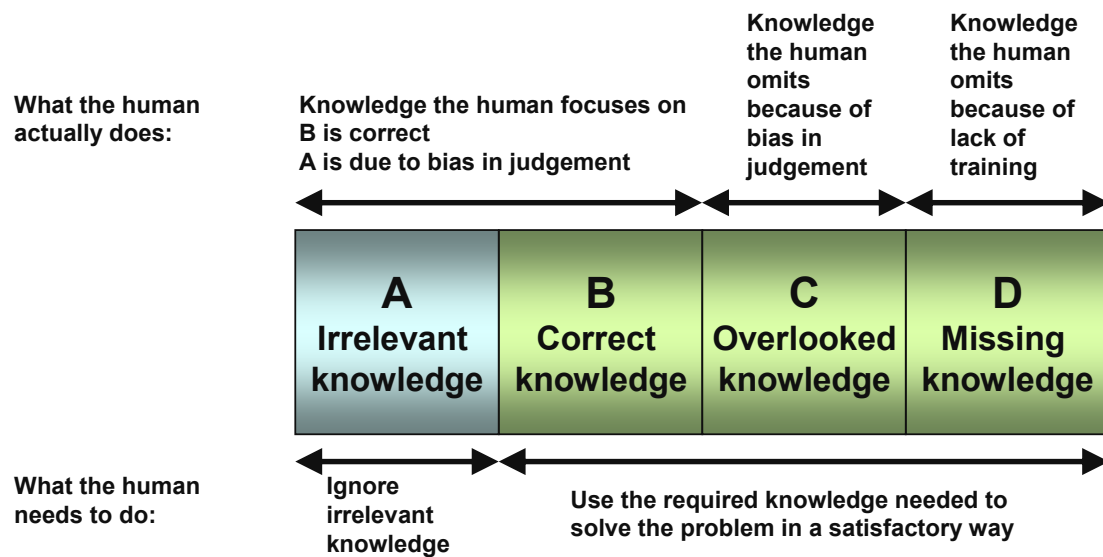 What the human
actually does:
Knowledge the human focuses on
B is correct
A is due to bias in judgement
Knowledge
the human
omits
because of
bias in
judgement
Knowledge
the human
omits
because of
lack of
training
A
Irrelevant
knowledge
B
Correct
knowledge
C
Overlooked
knowledge
D
Missing
knowledge
What the human
needs to do:
Ignore
irrelevant
knowledge
Use the required knowledge needed to
solve the problem in a satisfactory way